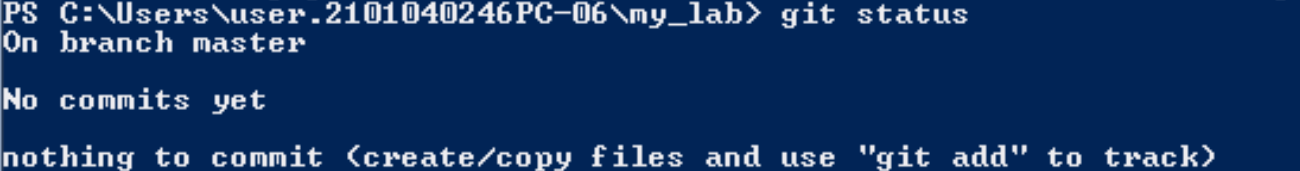 PS C:\Users\user.2101040246PC-06\my_lab> git status
On branch master
No commits yet
nothing to commit (create/copy files and use "git add" to track)